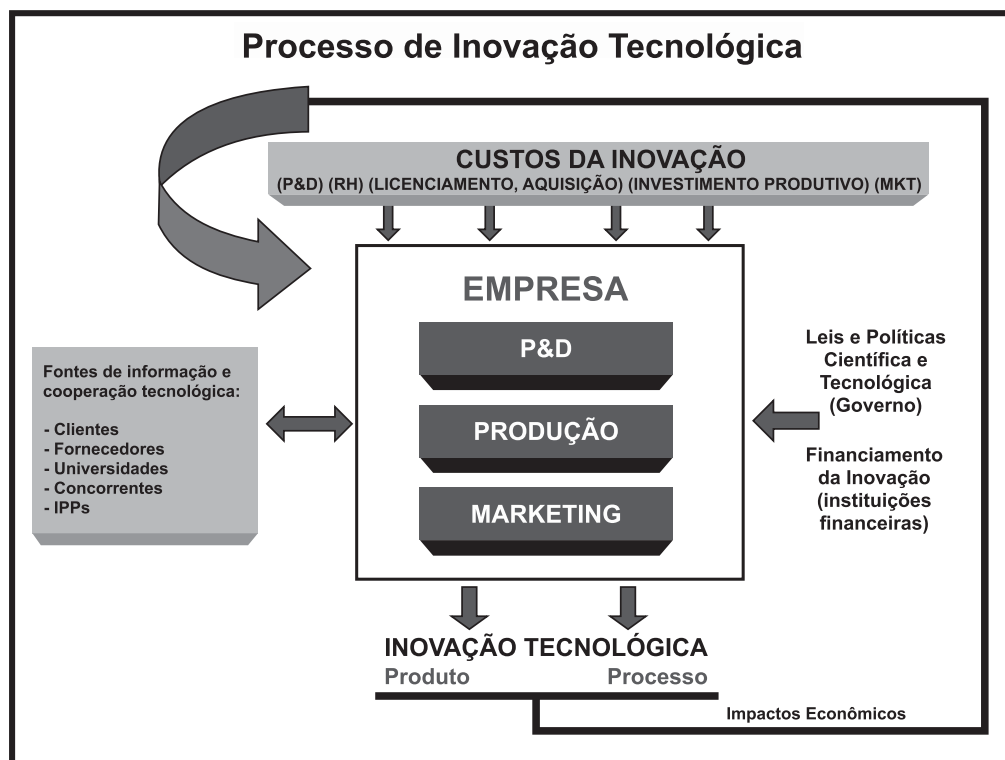 Processo de Inovação Tecnológica
CUSTOS DA INOVAÇÃO
(P&D) (RH) (LICENCIAMENTO, AQUISIÇÃO) (INVESTIMENTO PRODUTIVO) (MKT)
EMPRESA
P&D
PRODUÇÃO
MARKETING
Fontes de informação e
cooperação tecnológica:
- Clientes
- Fornecedores
- Universidades
- Concorrentes
- IPPs
Leis e Políticas
Científica e
Tecnológica
(Governo)
Financiamento
da Inovação
(instituições
financeiras)
INOVAÇÃO TECNOLÓGICA
Produto Processo
Impactos Econômicos